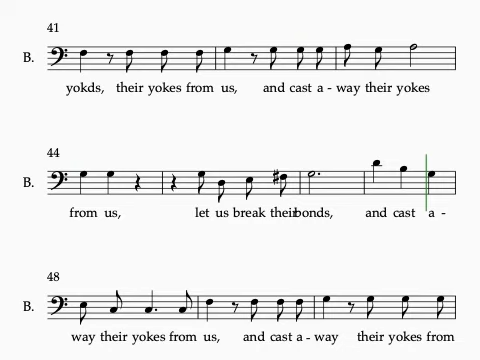 41
B.
yokds, their yokes from us, and cast a - way their yokes
44
B.
from us, let us break theirbonds, and cast a -
48
B.
way their yokes from us, and cast a - way their yokes from